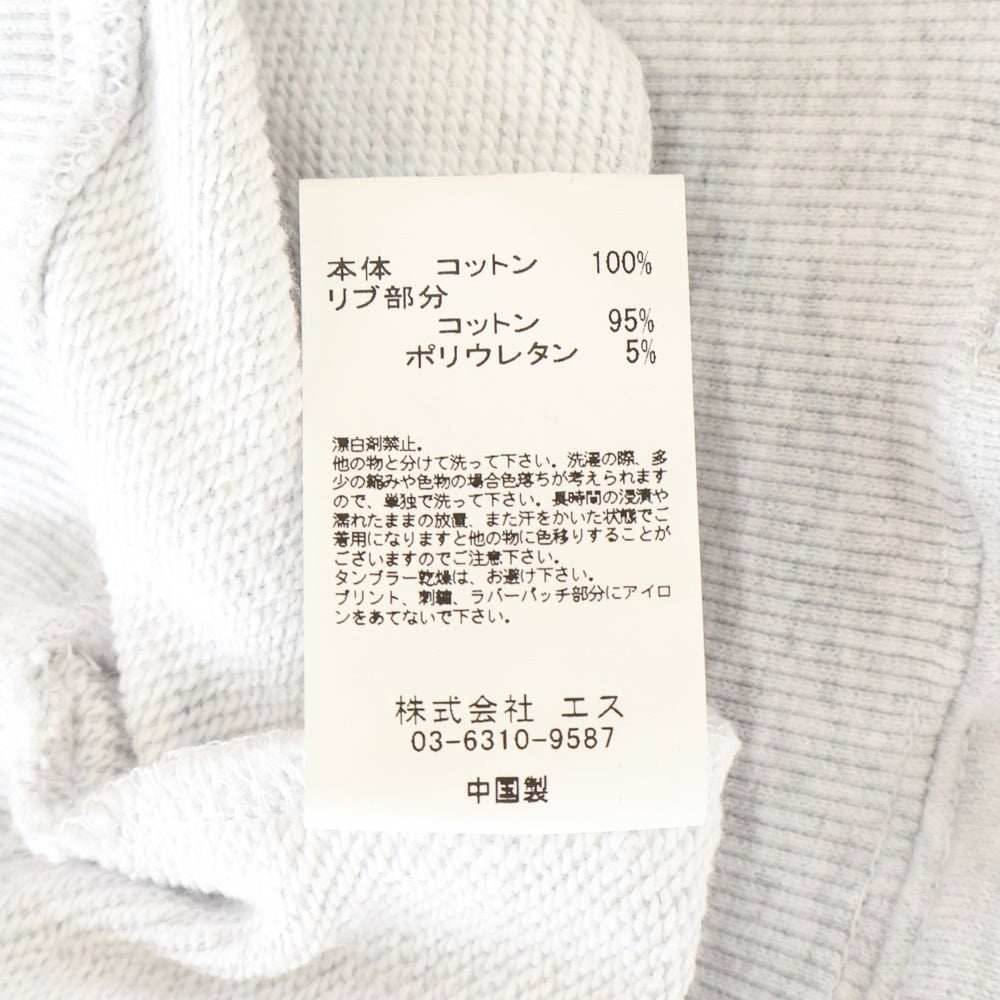 本体 コットン 100%
リブ部分
コットン 95%
ポリウレタン 5%
漂白剤禁止。
他の物と分けて洗って下さい。洗濯の際、多
少の縮みや色物の場合色落ちが考えられます
ので、単独で洗って下さい。長時間の浸漬や
濡れたままの放置、また汗をかいた状態でご
着用になりますと他の物に色移りすることが
ございますのでご注意下さい。
タンブラー乾燥は、お避け下さい。
プリント、刺繍、ラバーパッチ部分にアイロ
ンをあてないで下さい。
株式会社 エス
03-6310-9587
中国製